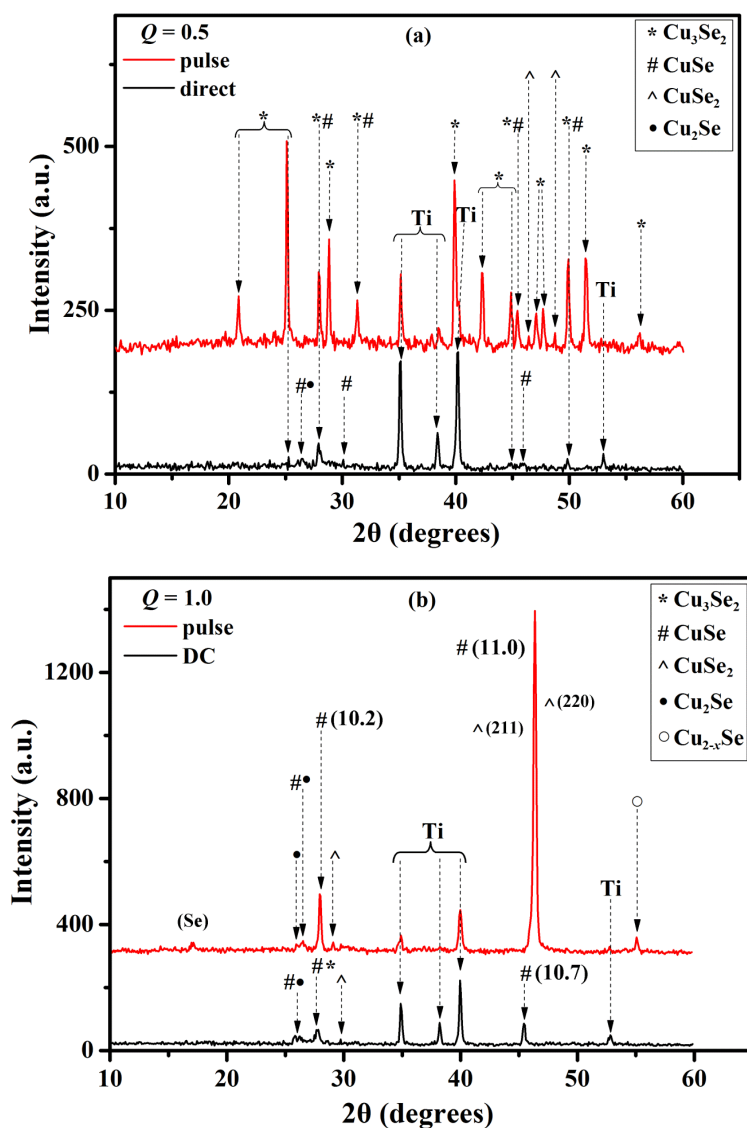 Q = 0.5
pulse
direct
(a)
* Cu₃Se₂
# CuSe
^ CuSe₂
• Cu₂Se
^ ^
* *# * *# * *# *# *
* Ti Ti * * * Ti
#• # #
500
250
0
Intensity (a.u.)
10 20 30 40 50 60
2θ (degrees)
Q = 1.0
pulse
DC
(b)
* Cu₃Se₂
# CuSe
^ CuSe₂
• Cu₂Se
○ Cu₂₋ₓSe
# (11.0)
^ (220)
^ (211)
# (10.2)
#•
○
• ^ Ti
Ti
(Se)
#• #* ^ # (10.7)
1200
800
400
0
Intensity (a.u.)
10 20 30 40 50 60
2θ (degrees)